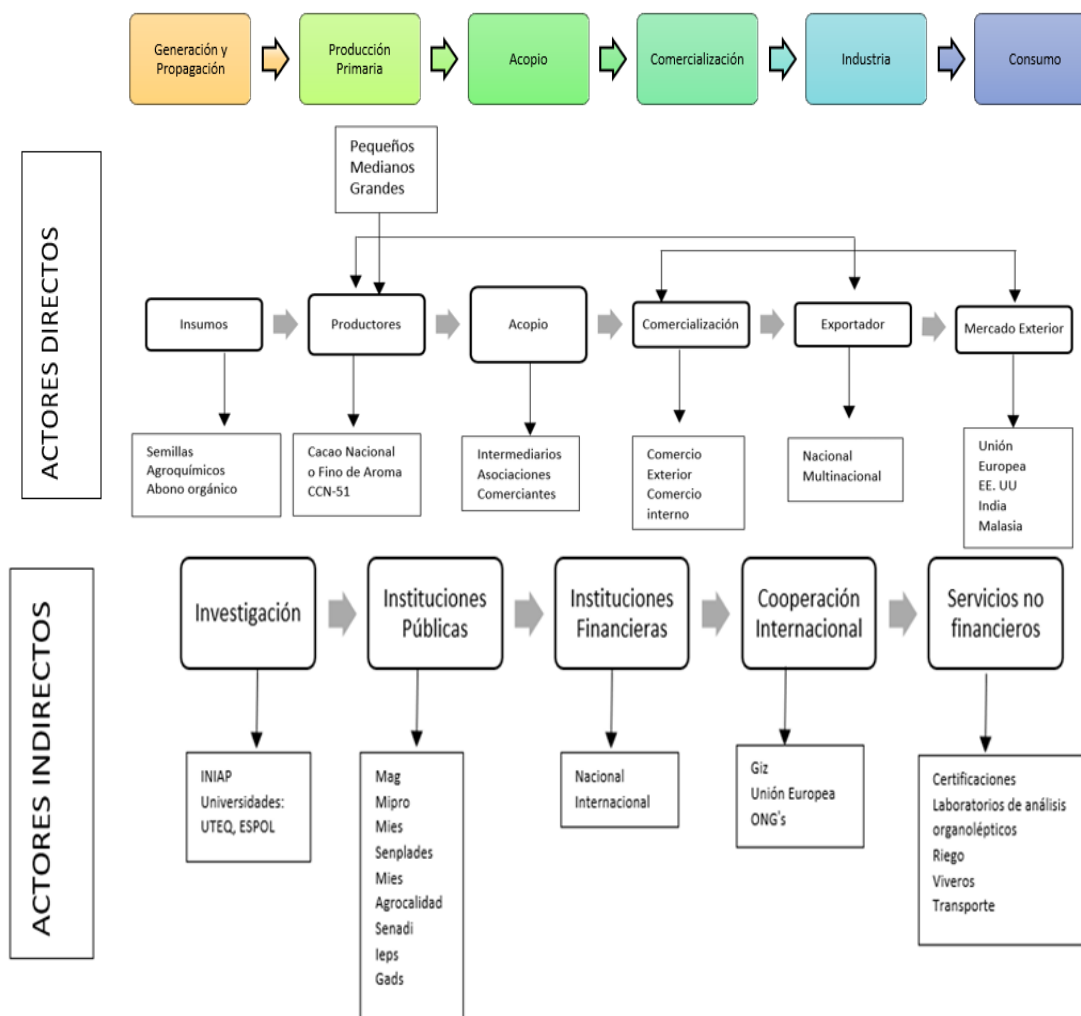 Generación y
Propagación
Producción
Primaria
Acopio
Comercialización
Industria
Consumo
ACTORES DIRECTOS
Pequeños
Medianos
Grandes
Insumos
Productores
Acopio
Comercialización
Exportador
Mercado Exterior
Semillas
Agroquímicos
Abono orgánico
Cacao Nacional
o Fino de Aroma
CCN-51
Intermediarios
Asociaciones
Comerciantes
Comercio
Exterior
Comercio
interno
Nacional
Multinacional
Unión
Europea
EE. UU
India
Malasia
ACTORES INDIRECTOS
Investigación
Instituciones
Públicas
Instituciones
Financieras
Cooperación
Internacional
Servicios no
financieros
INIAP
Universidades:
UTEQ, ESPOL
Mag
Mipro
Mies
Senplades
Mies
Agrocalidad
Senadi
Ieps
Gads
Nacional
Internacional
Giz
Unión Europea
ONG's
Certificaciones
Laboratorios de análisis
organolépticos
Riego
Viveros
Transporte